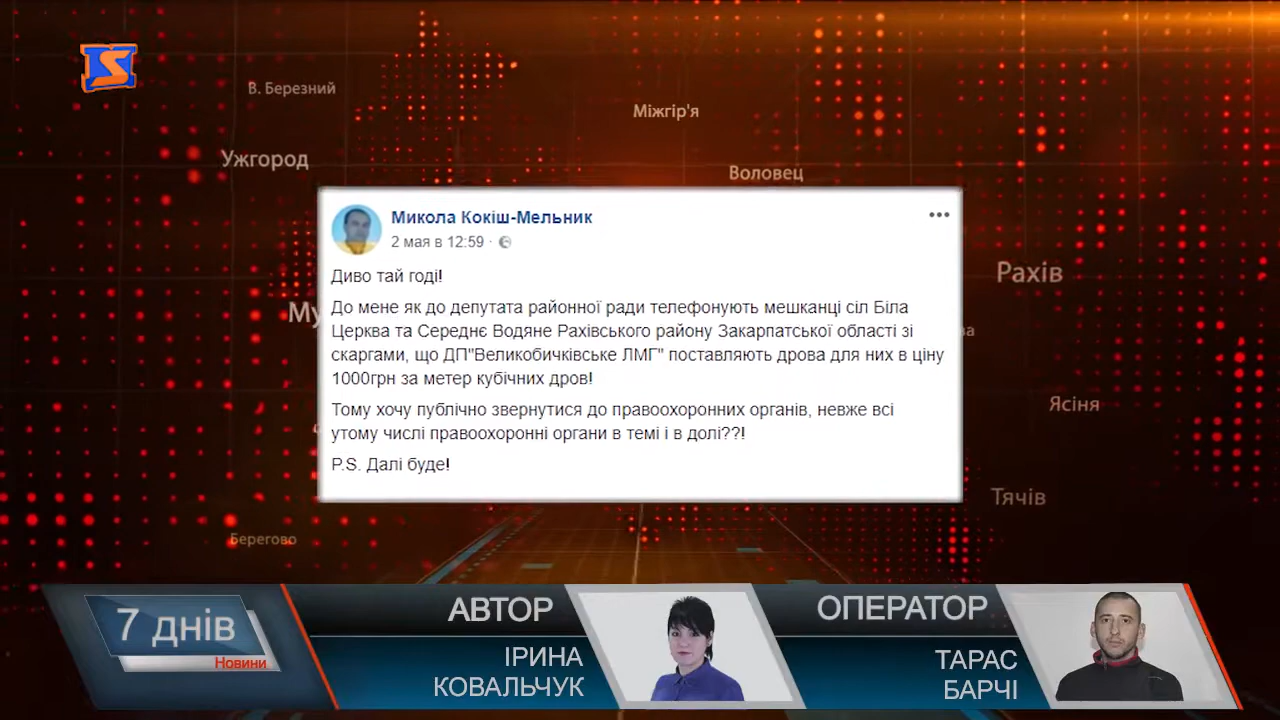 В. Березний
Міжгір'я
Ужгород
Воловец
Микола Кокіш-Мельник
2 мая в 12:59 ·
Рахів
Диво тай годі!
До мене як до депутата районної ради телефонують мешканці сіл Біла
Церква та Середнє Водяне Рахівського району Закарпатської області зі
скаргами, що ДП"Великобичківське ЛМГ" поставляють дрова для них в ціну
1000грн за метер кубічних дров!
Тому хочу публічно звернутися до правоохоронних органів, невже всі
утому числі правоохоронні органи в темі і в долі??!
P.S. Далі буде!
Ясіня
Тячів
Берегово
7 днів
Новини
АВТОР
ІРИНА
КОВАЛЬЧУК
ОПЕРАТОР
ТАРАС
БАРЧІ